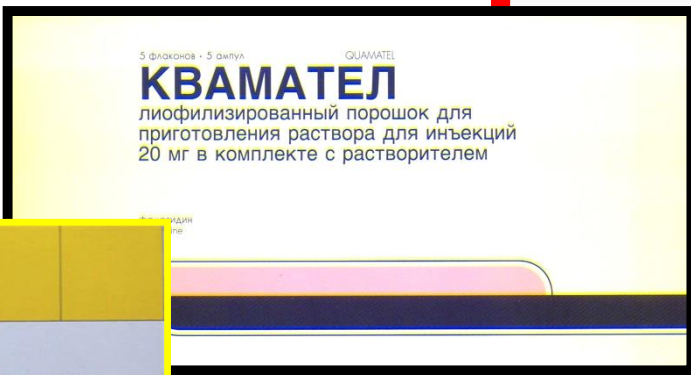 5 флаконов · 5 ампул QUAMATEL
КВАМАТЕЛ
лиофилизированный порошок для
приготовления раствора для инъекций
20 мг в комплекте с растворителем